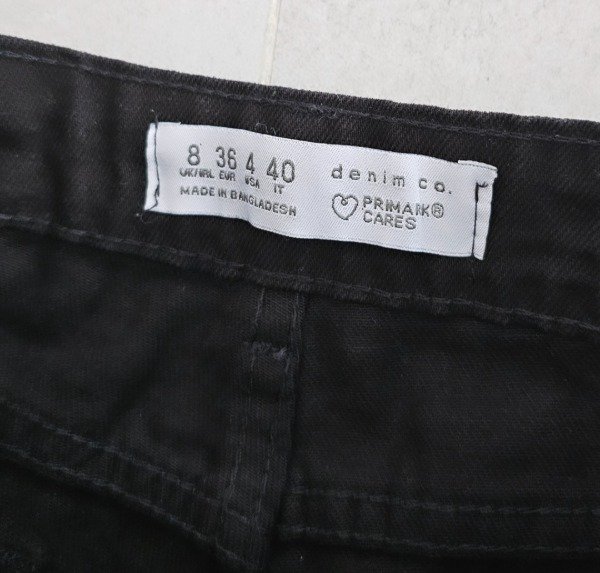 8 36 4 40
UK/IRL EUR USA IT
MADE IN BANGLADESH
denim co.
PRIMARK®
CARES